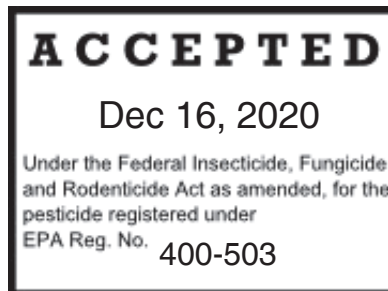 ACCEPTED
Dec 16, 2020
Under the Federal Insecticide, Fungicide
and Rodenticide Act as amended, for the
pesticide registered under
EPA Reg. No. 400-503